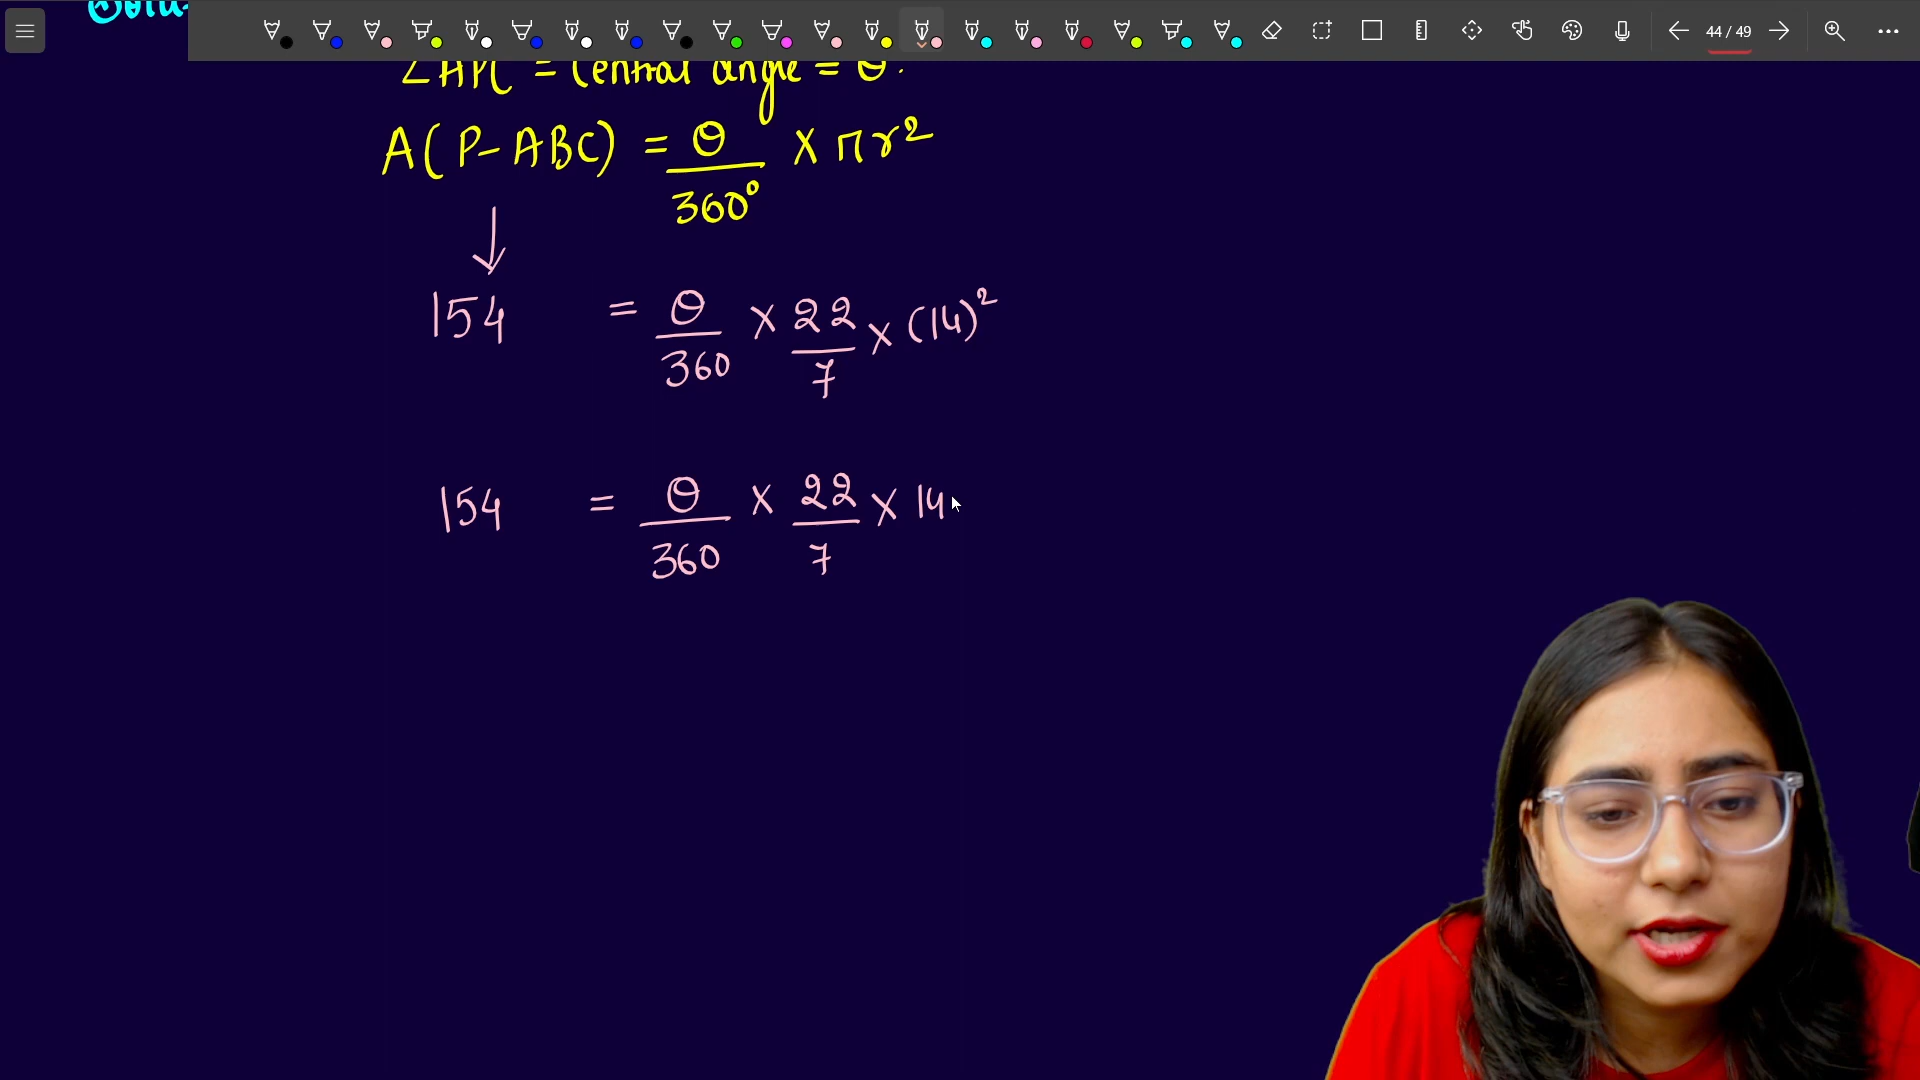 Solu
44 / 49
∠APC = Central angle = θ.
A(P-ABC) = θ/360° × πr²
154 = θ/360 × 22/7 × (14)²
154 = θ/360 × 22/7 × 14